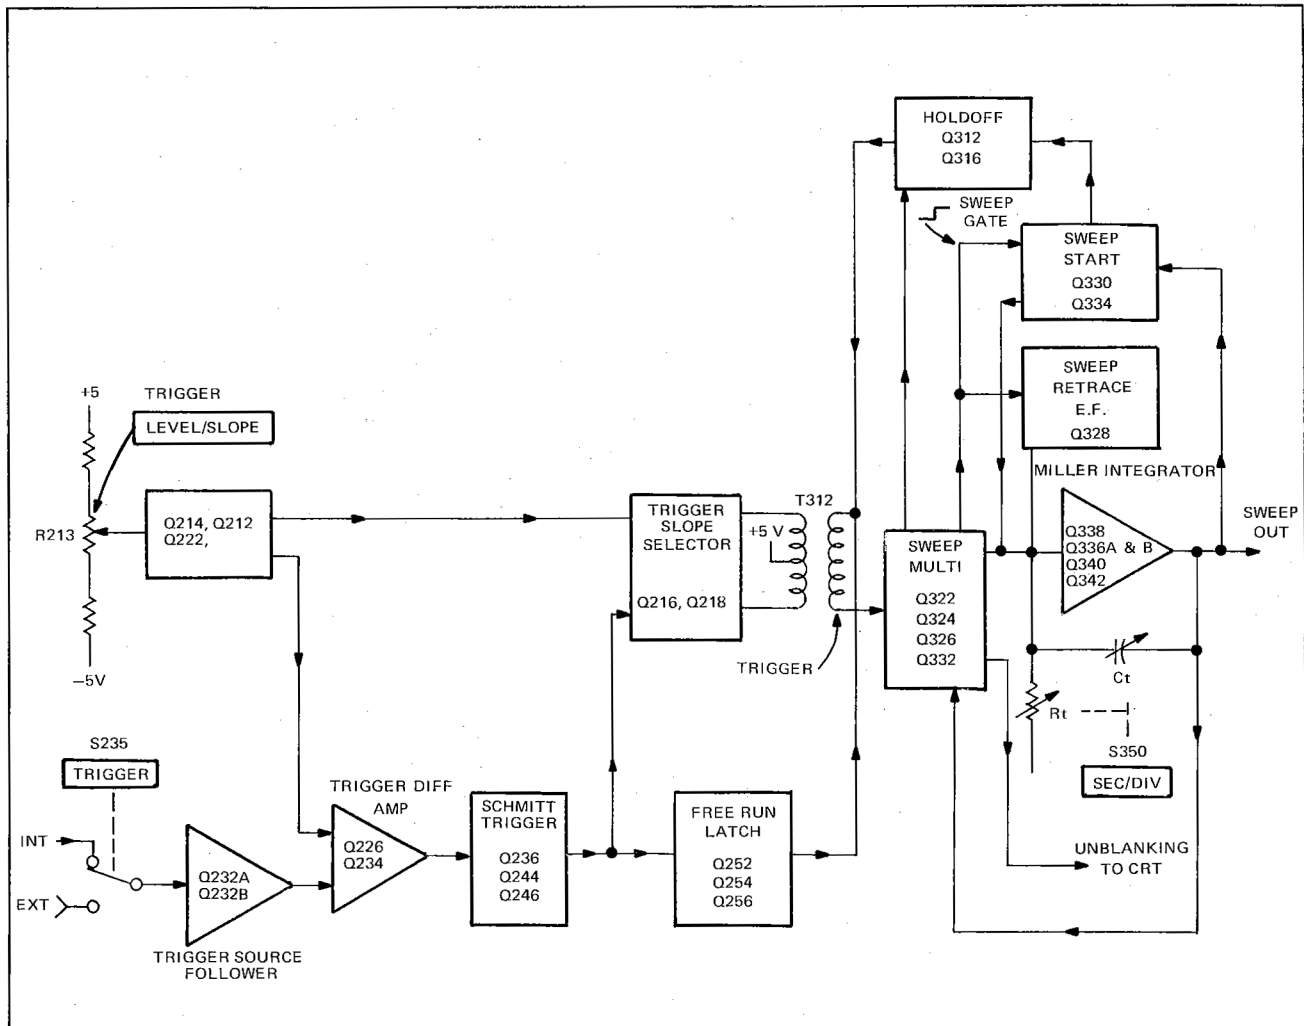 HOLDOFF
Q312
Q316
SWEEP
GATE
SWEEP
START
Q330
Q334
SWEEP
RETRACE
E.F.
Q328
+5
TRIGGER
LEVEL/SLOPE
R213
Q214, Q212
Q222,
−5V
TRIGGER
SLOPE
SELECTOR
Q216, Q218
T312
+5 V
TRIGGER
SWEEP
MULTI
Q322
Q324
Q326
Q332
MILLER INTEGRATOR
Q338
Q336A & B
Q340
Q342
SWEEP
OUT
Ct
Rt
S350
SEC/DIV
UNBLANKING
TO CRT
S235
TRIGGER
INT
EXT
Q232A
Q232B
TRIGGER SOURCE
FOLLOWER
TRIGGER DIFF
AMP
Q226
Q234
SCHMITT
TRIGGER
Q236
Q244
Q246
FREE RUN
LATCH
Q252
Q254
Q256